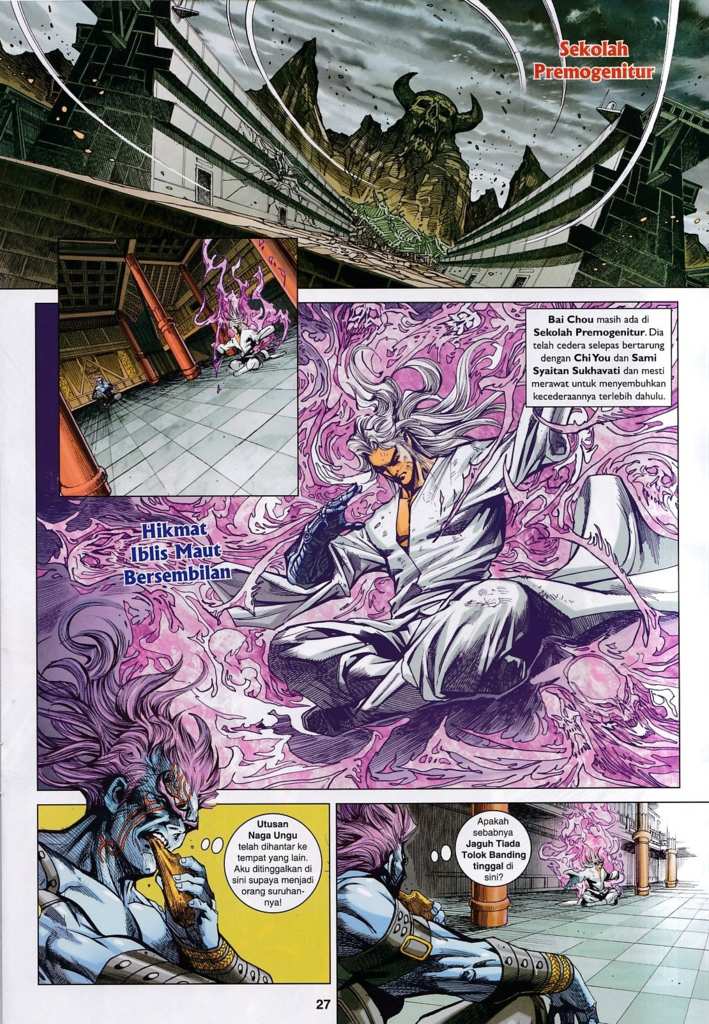 Sekolah
Premogenitur
Bai Chou masih ada di
Sekolah Premogenitur. Dia
telah cedera selepas bertarung
dengan Chi You dan Sami
Syaitan Sukhavati dan mesti
merawat untuk menyembuhkan
kecederaannya terlebih dahulu.
Hikmat
Iblis Maut
Bersembilan
Utusan
Naga Ungu
telah dihantar ke
tempat yang lain.
Aku ditinggalkan di
sini supaya menjadi
orang suruhan-
nya!
Apakah
sebabnya
Jaguh Tiada
Tolok Banding
tinggal di
sini?
27